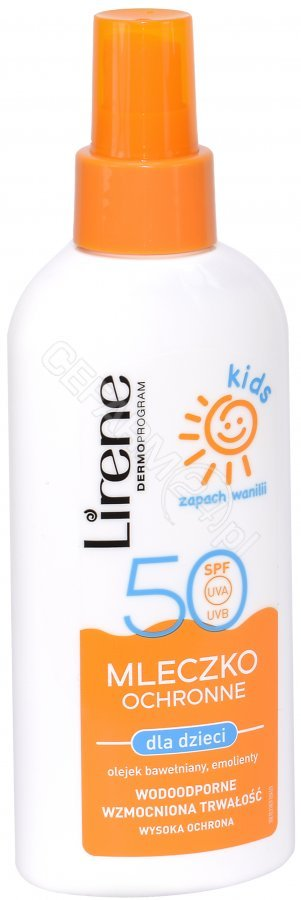 kids
zapach wanilii
Lirene
DERMOPROGRAM
50
SPF
UVA
UVB
MLECZKO
OCHRONNE
dla dzieci
olejek bawełniany, emolienty
WODOODPORNE
WZMOCNIONA TRWAŁOŚĆ
WYSOKA OCHRONA